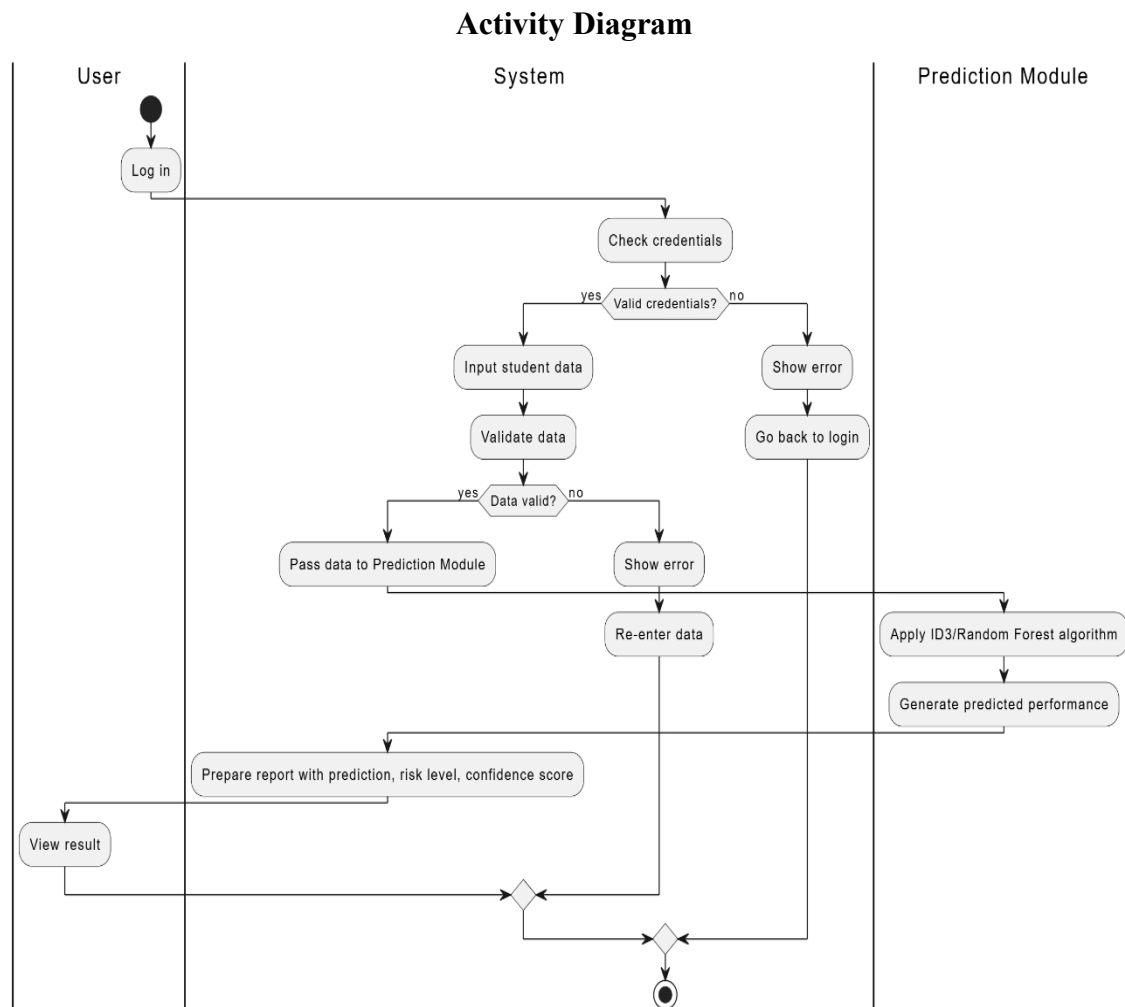 Activity Diagram
User
System
Prediction Module
Log in
Check credentials
yes
Valid credentials?
no
Input student data
Show error
Validate data
Go back to login
yes
Data valid?
no
Pass data to Prediction Module
Show error
Re-enter data
Apply ID3/Random Forest algorithm
Generate predicted performance
Prepare report with prediction, risk level, confidence score
View result